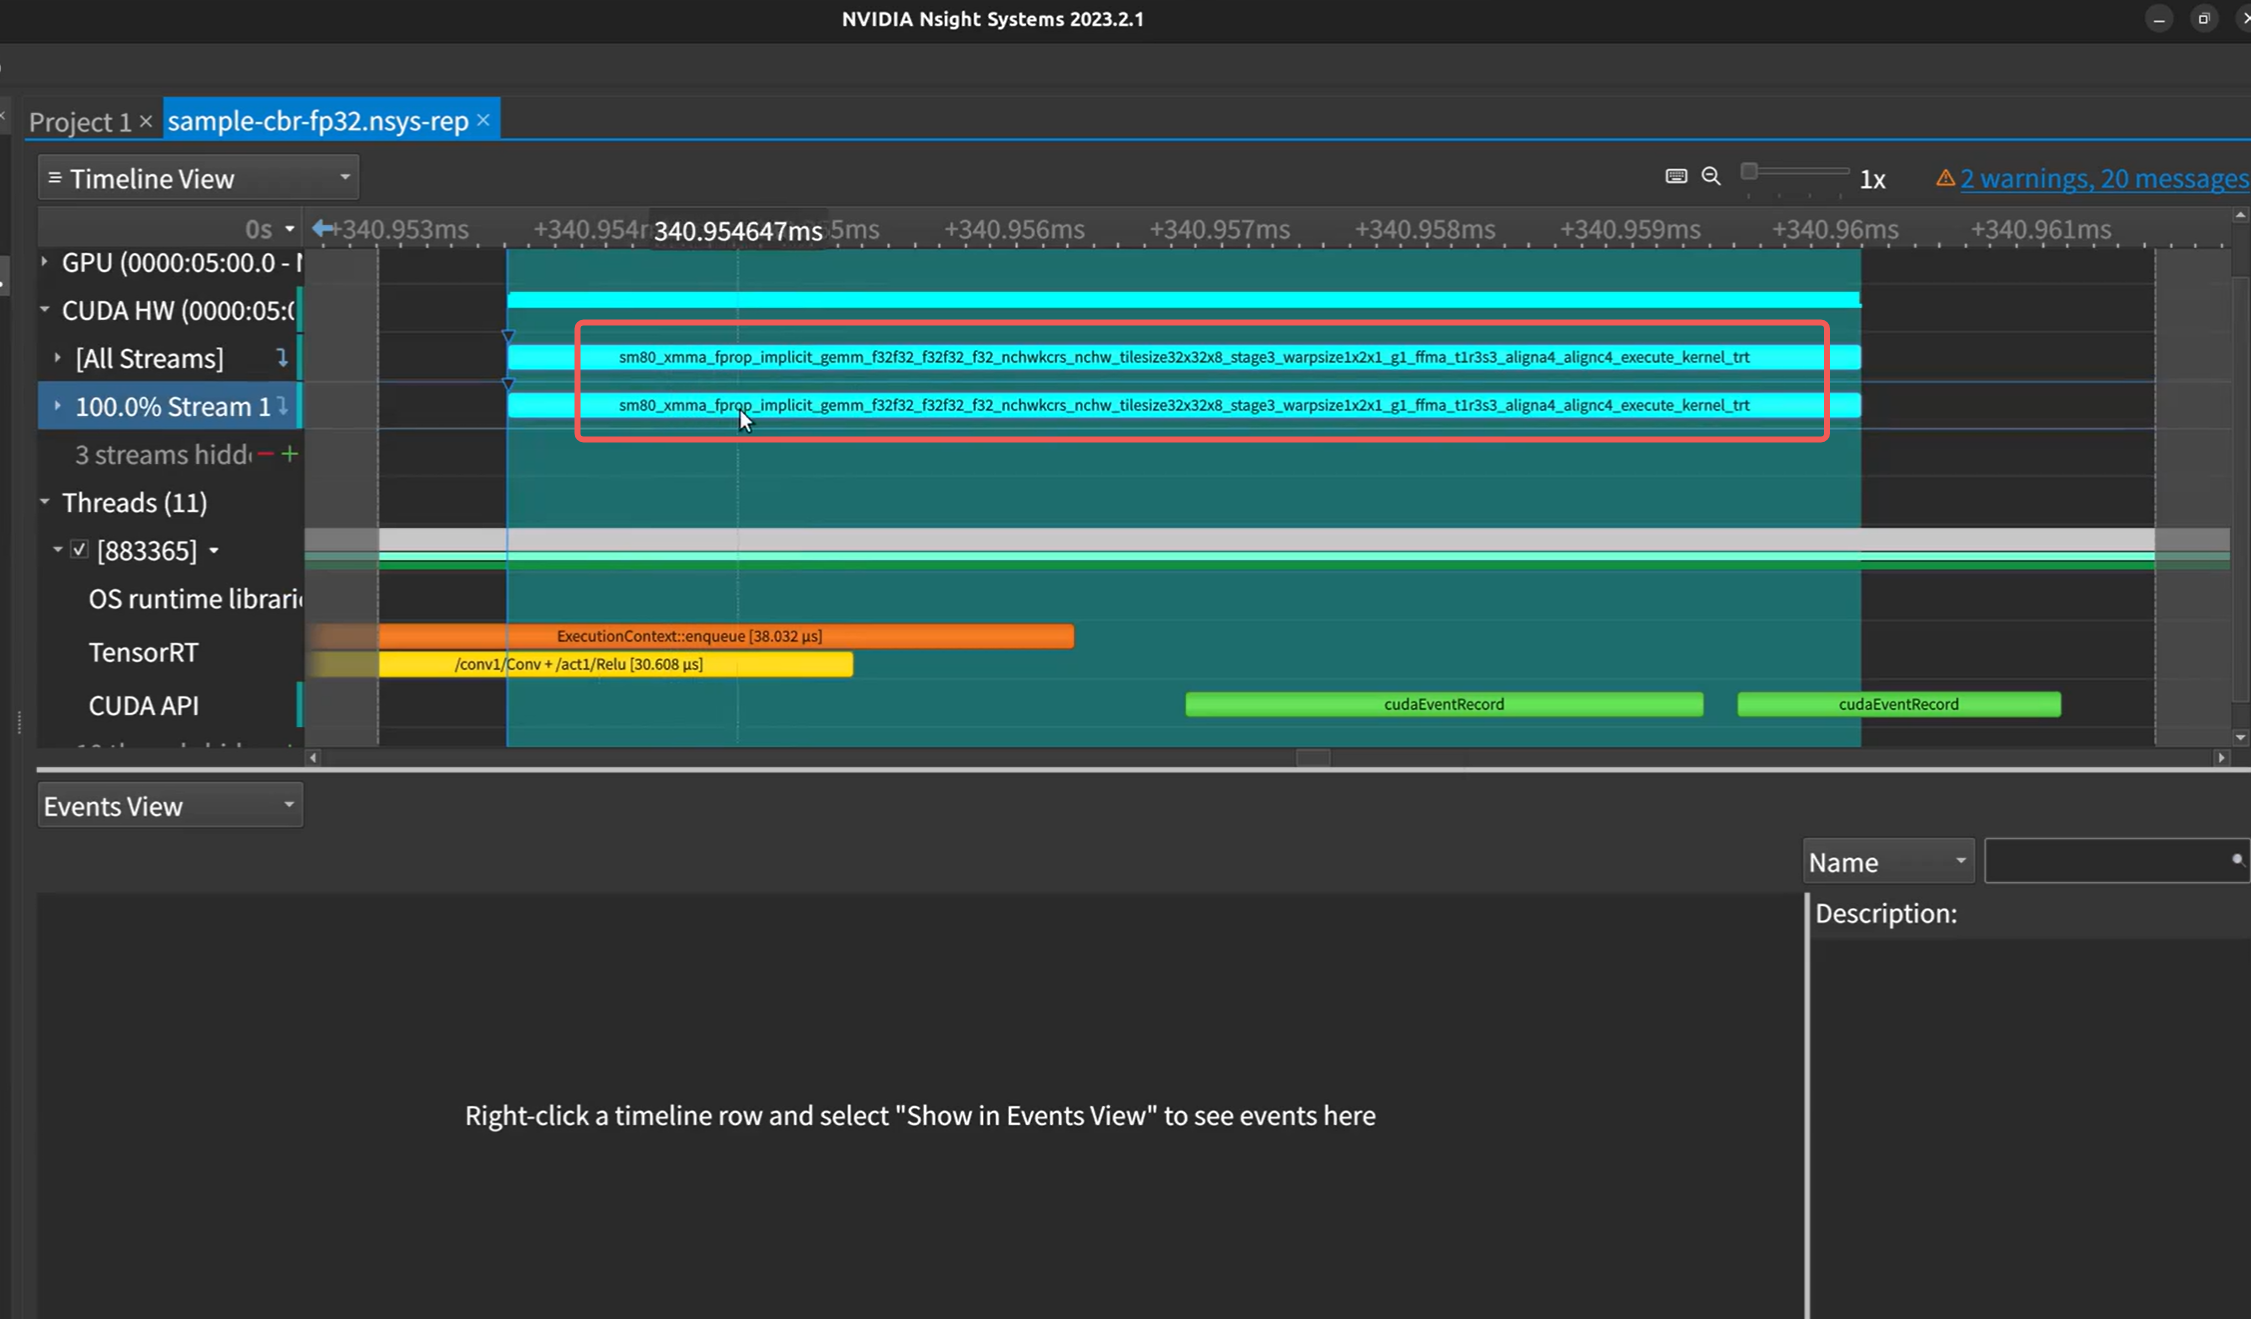 NVIDIA Nsight Systems 2023.2.1
Project 1 × sample-cbr-fp32.nsys-rep ×
Timeline View
1x 2 warnings, 20 messages
0s +340.953ms 340.954647ms +340.956ms +340.957ms +340.958ms +340.959ms +340.96ms +340.961ms
GPU (0000:05:00.0 -
CUDA HW (0000:05:0
[All Streams] sm80_xmma_fprop_implicit_gemm_f32f32_f32f32_f32_nchwkcrs_nchw_tilesize32x32x8_stage3_warpsize1x2x1_g1_ffma_t1r3s3_aligna4_alignc4_execute_kernel_trt
100.0% Stream 1 sm80_xmma_fprop_implicit_gemm_f32f32_f32f32_f32_nchwkcrs_nchw_tilesize32x32x8_stage3_warpsize1x2x1_g1_ffma_t1r3s3_aligna4_alignc4_execute_kernel_trt
3 streams hidd
Threads (11)
[883365]
OS runtime librari
ExecutionContext::enqueue [38.032 μs]
TensorRT
/conv1/Conv + /act1/Relu [30.608 μs]
CUDA API cudaEventRecord cudaEventRecord
Events View
Name
Description:
Right-click a timeline row and select "Show in Events View" to see events here